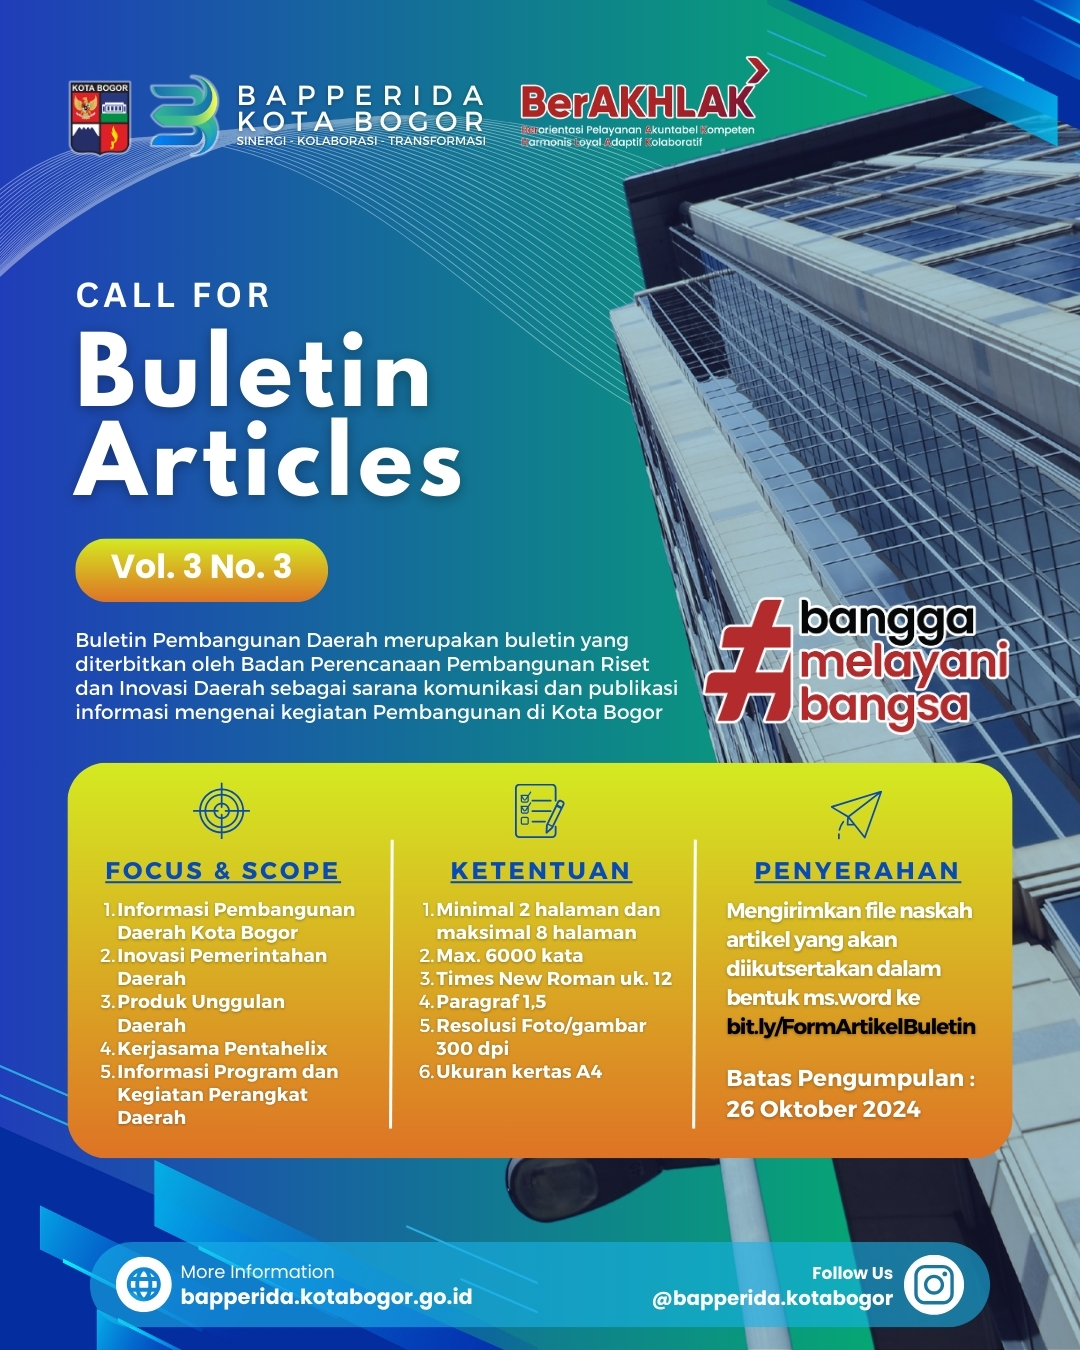 KOTA BOGOR
BAPPERIDA
KOTA BOGOR
SINERGI - KOLABORASI - TRANSFORMASI
BerAKHLAK
Berorientasi Pelayanan Akuntabel Kompeten
Harmonis Loyal Adaptif Kolaboratif
CALL FOR
Buletin
Articles
Vol. 3 No. 3
Buletin Pembangunan Daerah merupakan buletin yang
diterbitkan oleh Badan Perencanaan Pembangunan Riset
dan Inovasi Daerah sebagai sarana komunikasi dan publikasi
informasi mengenai kegiatan Pembangunan di Kota Bogor
#bangga
melayani
bangsa
FOCUS & SCOPE
1. Informasi Pembangunan
Daerah Kota Bogor
2. Inovasi Pemerintahan
Daerah
3. Produk Unggulan
Daerah
4. Kerjasama Pentahelix
5. Informasi Program dan
Kegiatan Perangkat
Daerah
KETENTUAN
1. Minimal 2 halaman dan
maksimal 8 halaman
2. Max. 6000 kata
3. Times New Roman uk. 12
4. Paragraf 1,5
5. Resolusi Foto/gambar
300 dpi
6. Ukuran kertas A4
PENYERAHAN
Mengirimkan file naskah
artikel yang akan
diikutsertakan dalam
bentuk ms.word ke
bit.ly/FormArtikelBuletin
Batas Pengumpulan :
26 Oktober 2024
More Information
bapperida.kotabogor.go.id
Follow Us
@bapperida.kotabogor